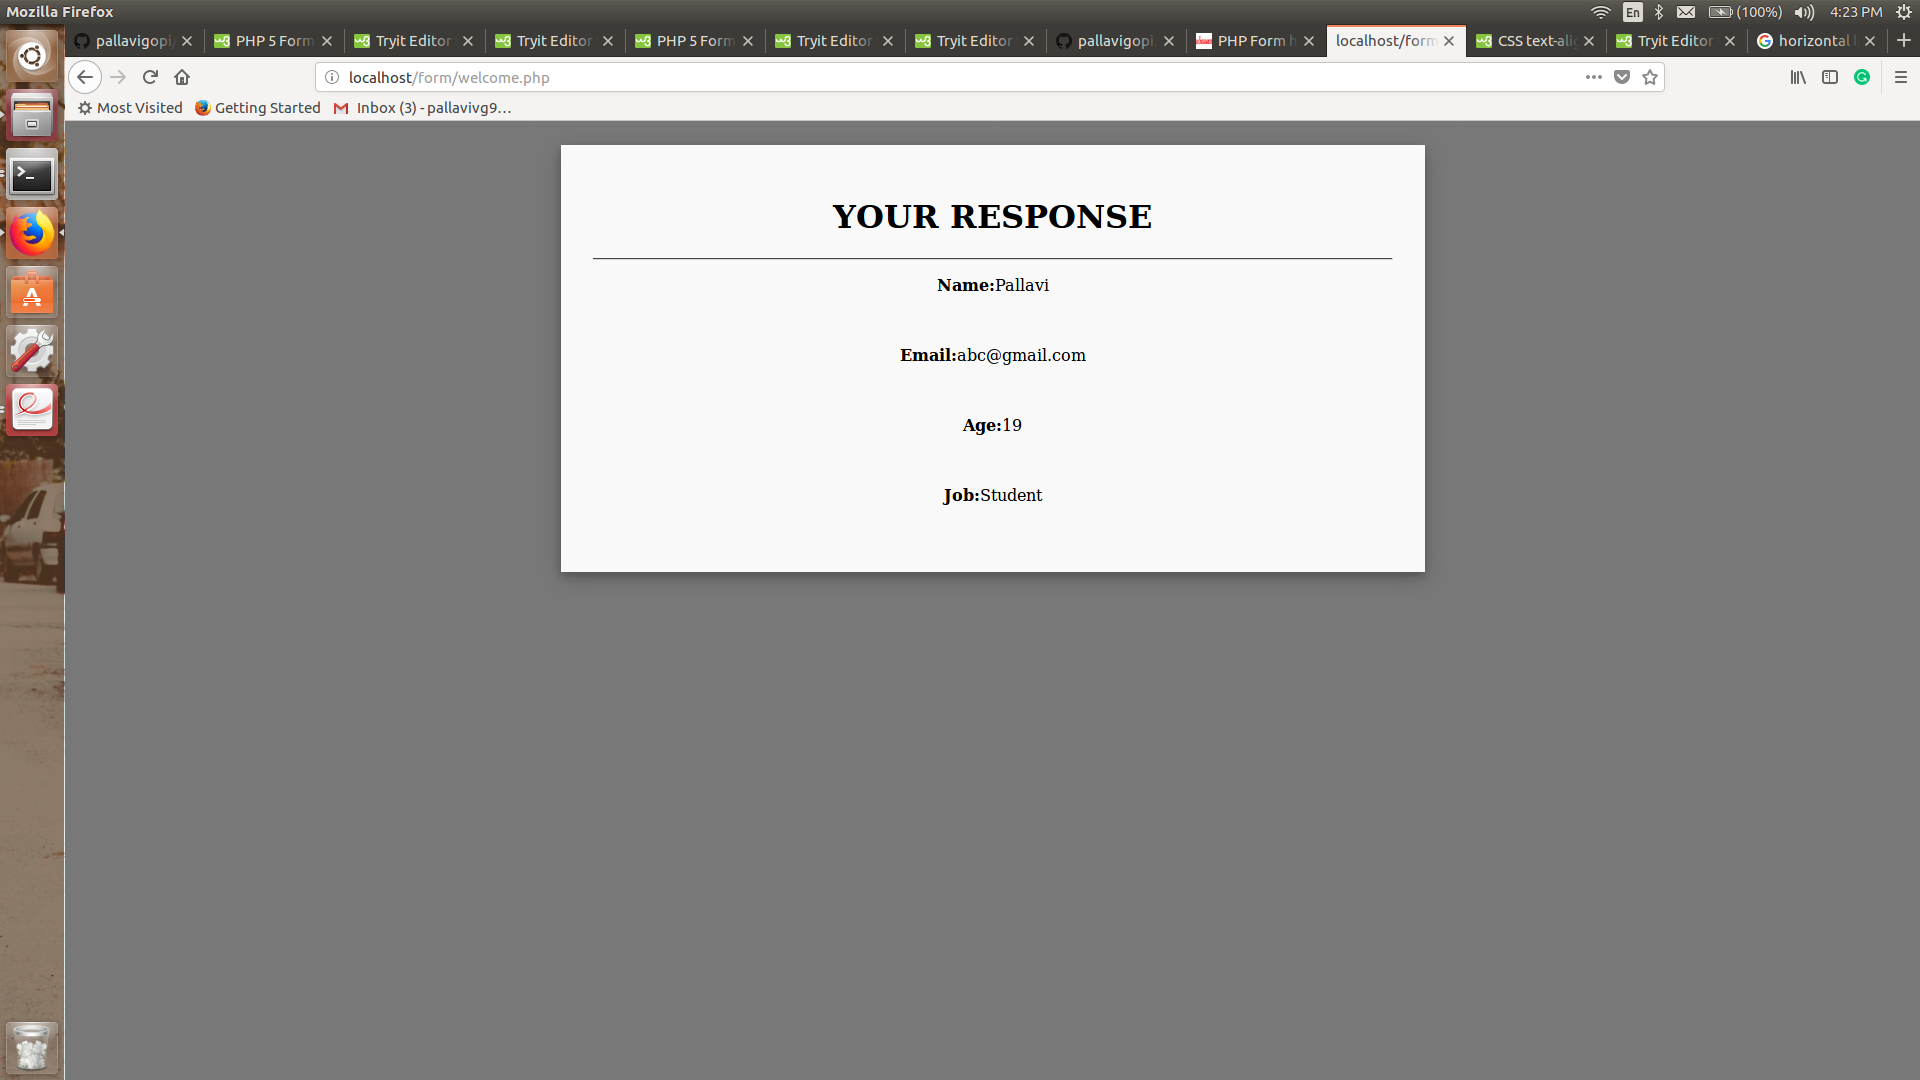 Mozilla Firefox
En
(100%)
4:23 PM
pallavigopi
PHP 5 Form
Tryit Editor
Tryit Editor
PHP 5 Form
Tryit Editor
Tryit Editor
pallavigopi
PHP Form h
localhost/form
CSS text-alig
Tryit Editor
horizontal l
localhost/form/welcome.php
Most Visited
Getting Started
Inbox (3) - pallavivg9...
YOUR RESPONSE
Name:Pallavi
Email:abc@gmail.com
Age:19
Job:Student